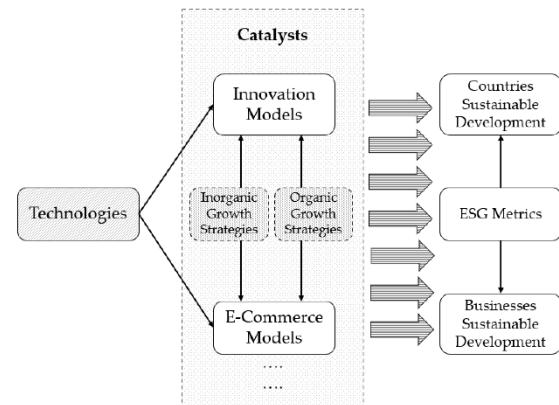 Catalysts
Innovation
Models
Countries
Sustainable
Development
Technologies
Inorganic
Growth
Strategies
Organic
Growth
Strategies
ESG Metrics
E-Commerce
Models
Businesses
Sustainable
Development
....
....